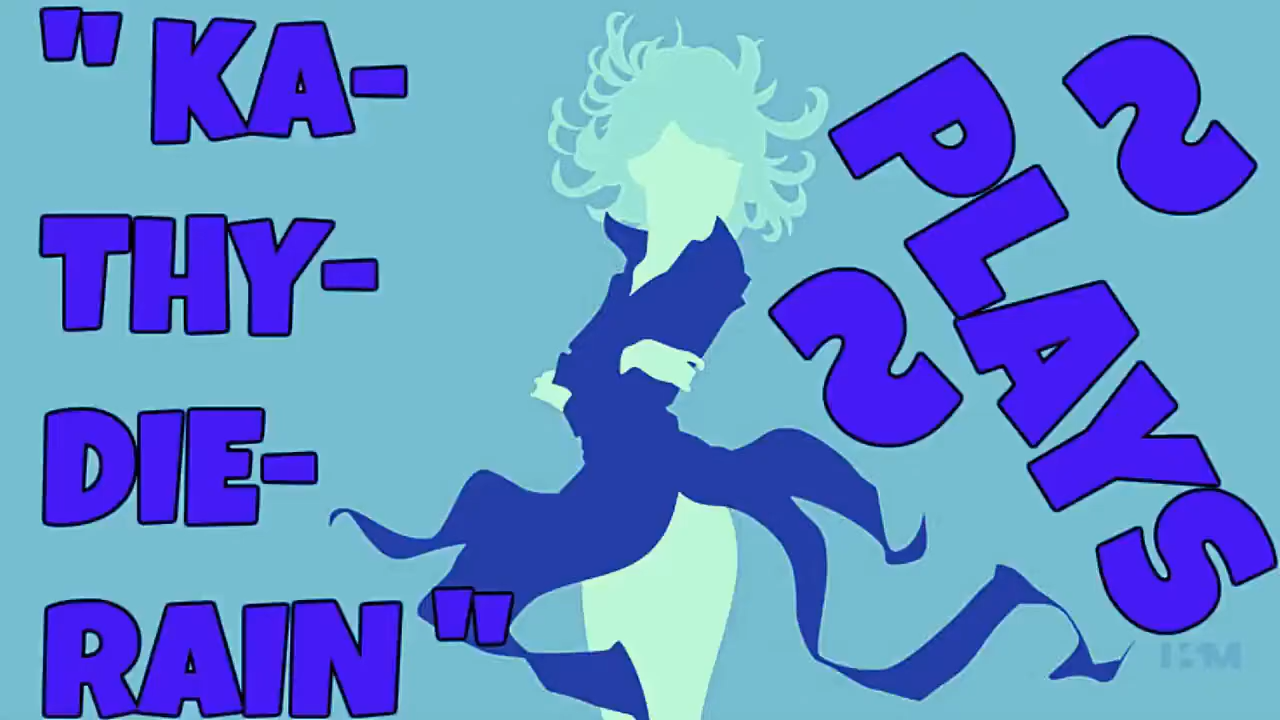 " KA-
THY-
DIE-
RAIN "
S PLAYS S